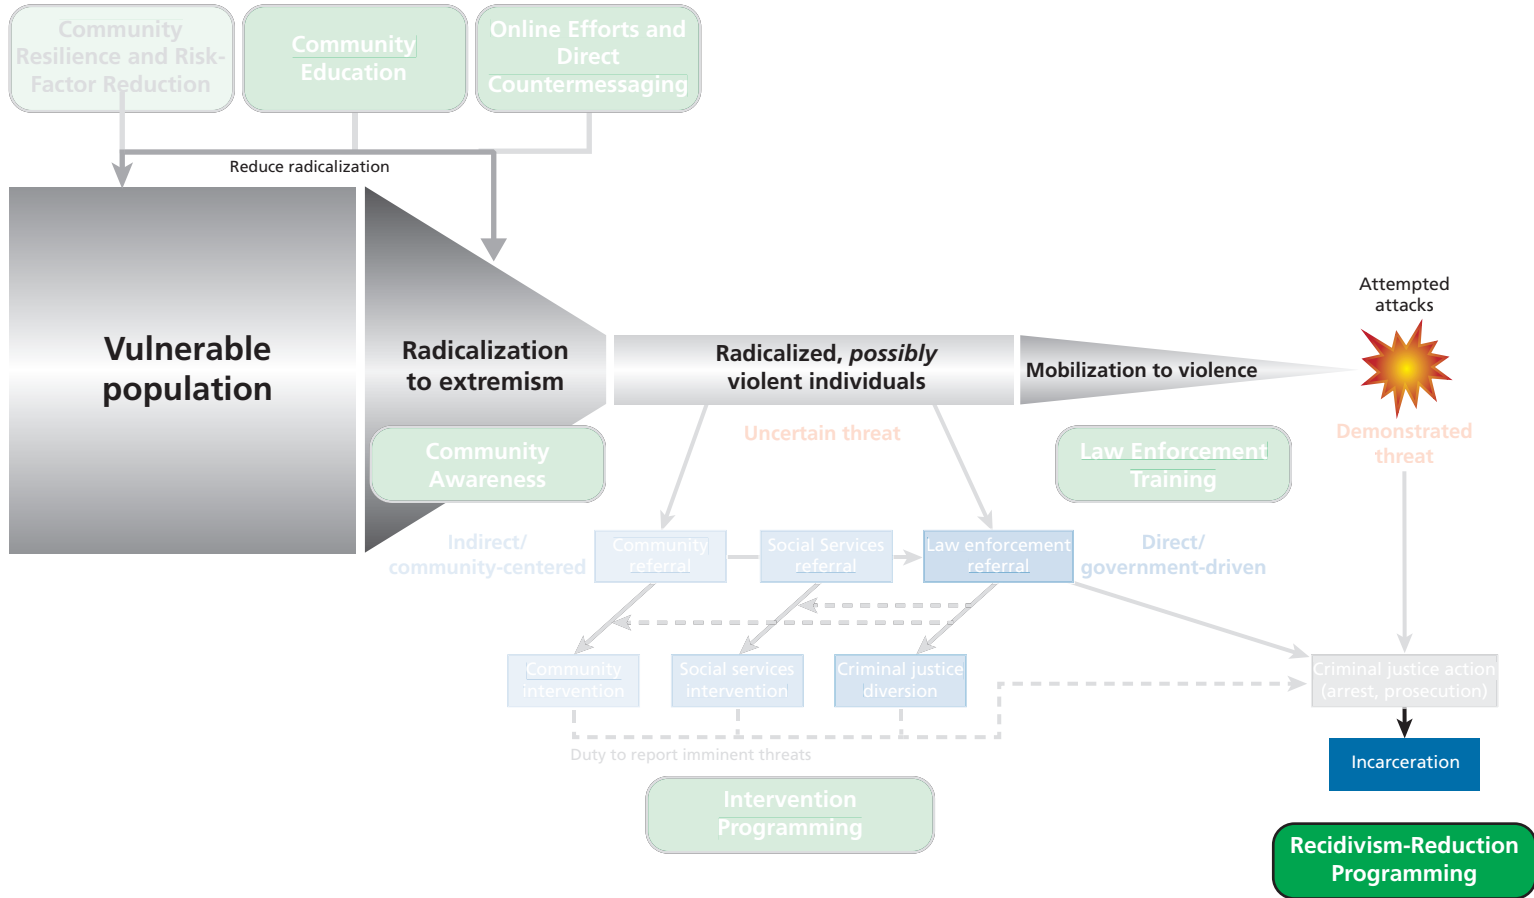 Community
Resilience and Risk-
Factor Reduction
Community
Education
Online Efforts and
Direct
Countermessaging
Reduce radicalization
Vulnerable
population
Radicalization
to extremism
Radicalized, possibly
violent individuals
Mobilization to violence
Attempted
attacks
Uncertain threat
Demonstrated
threat
Community
Awareness
Law Enforcement
Training
Indirect/
community-centered
Community
referral
Social Services
referral
Law enforcement
referral
Direct/
government-driven
Community
intervention
Social services
intervention
Criminal justice
diversion
Criminal justice action
(arrest, prosecution)
Duty to report imminent threats
Incarceration
Intervention
Programming
Recidivism-Reduction
Programming